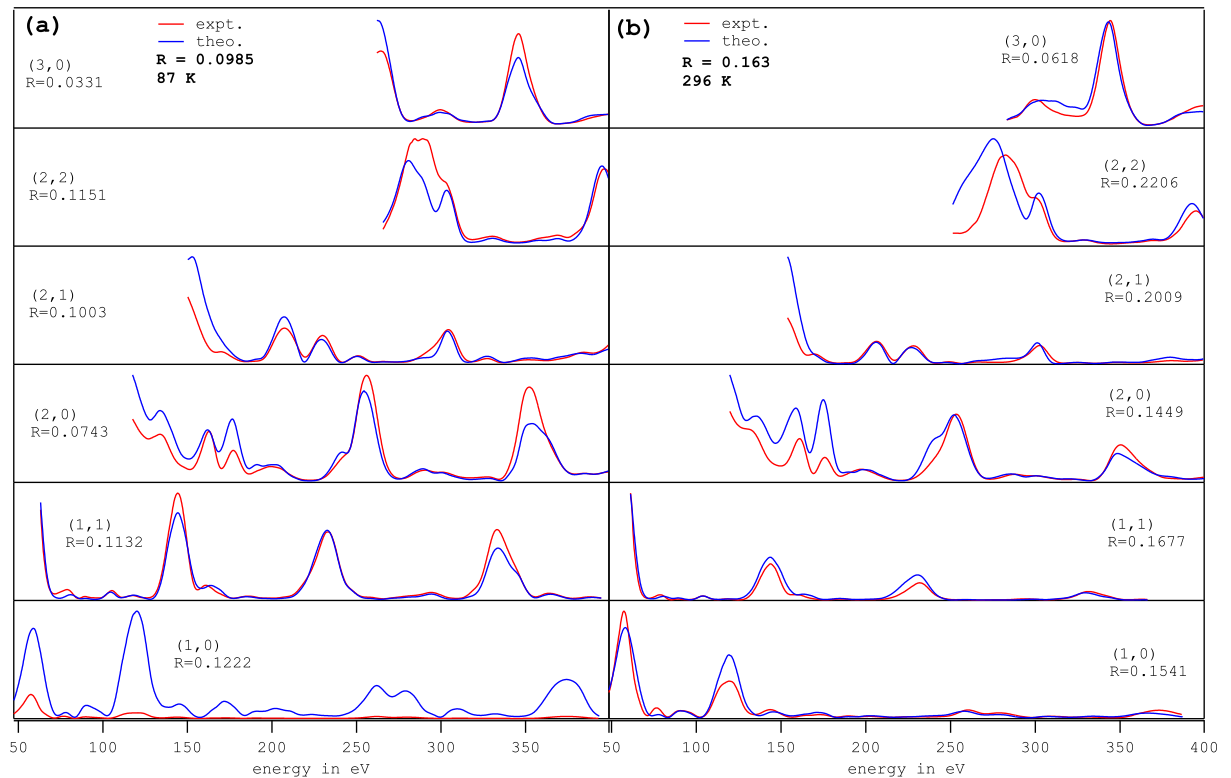 (a)
expt.
theo.
R = 0.0985
87 K
(3,0)
R=0.0331
(2,2)
R=0.1151
(2,1)
R=0.1003
(2,0)
R=0.0743
(1,1)
R=0.1132
(1,0)
R=0.1222
50 100 150 200 250 300 350
energy in eV
(b)
expt.
theo.
R = 0.163
296 K
(3,0)
R=0.0618
(2,2)
R=0.2206
(2,1)
R=0.2009
(2,0)
R=0.1449
(1,1)
R=0.1677
(1,0)
R=0.1541
50 100 150 200 250 300 350 400
energy in eV